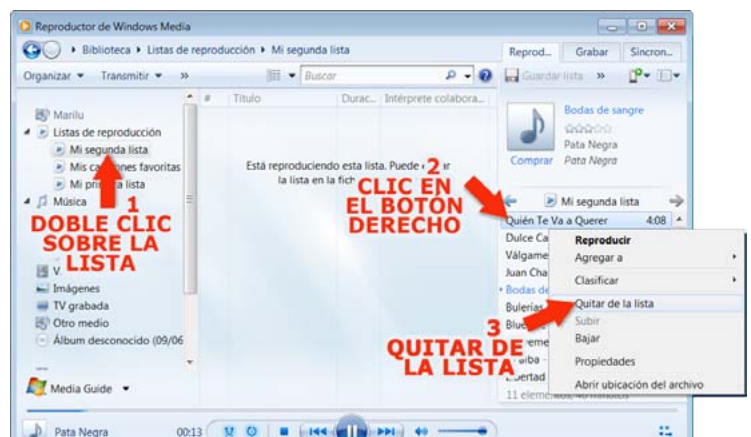 Reproductor de Windows Media
Biblioteca ▸ Listas de reproducción ▸ Mi segunda lista
Reprod... Grabar Sincron...
Organizar Transmitir »
Buscar
Guardar lista »
Marilu
Listas de reproducción
Mi segunda lista
Mis canciones favoritas
Mi primera lista
Música
V.
Imágenes
TV grabada
Otro medio
Álbum desconocido (09/06
Media Guide
# Título Durac... Intérprete colabora...
Está reproduciendo esta lista. Puede
la lista en la
1
DOBLE CLIC
SOBRE LA
LISTA
2
CLIC EN
EL BOTÓN
DERECHO
Bodas de sangre
Pata Negra
Comprar Pata Negra
Mi segunda lista
Quién Te Va a Querer 4:08
Dulce Ca
Válgame
Juan Cha
Bodas de
Bulerías
11
Reproducir
Agregar a
Clasificar
Quitar de la lista
Subir
Bajar
Propiedades
Abrir ubicación del archivo
3
QUITAR DE
LA LISTA
Pata Negra 00:13